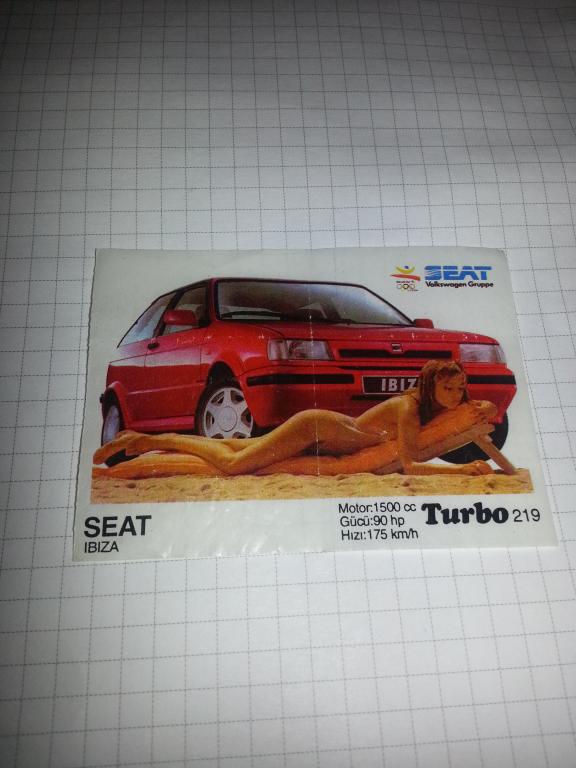 SEAT
Volkswagen Gruppe
IBIZ
SEAT
IBIZA
Motor:1500 cc
Gücü:90 hp
Hızı:175 km/h
Turbo 219